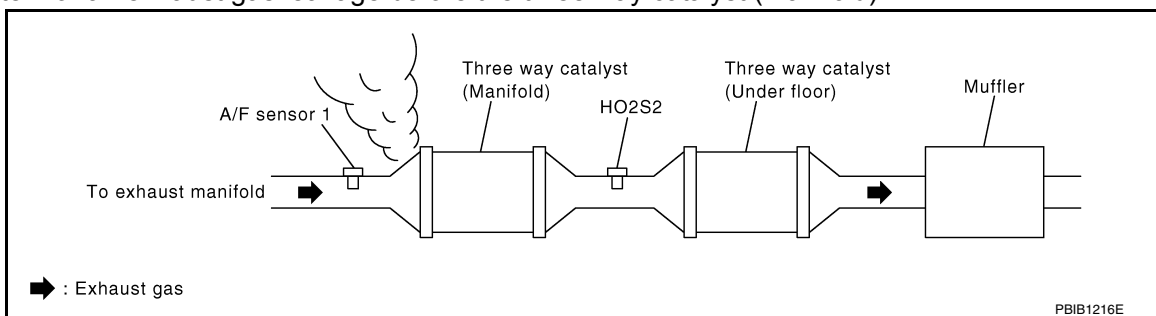 Three way catalyst
(Manifold)
Three way catalyst
(Under floor)
Muffler
A/F sensor 1
HO2S2
To exhaust manifold
: Exhaust gas
PBIB1216E